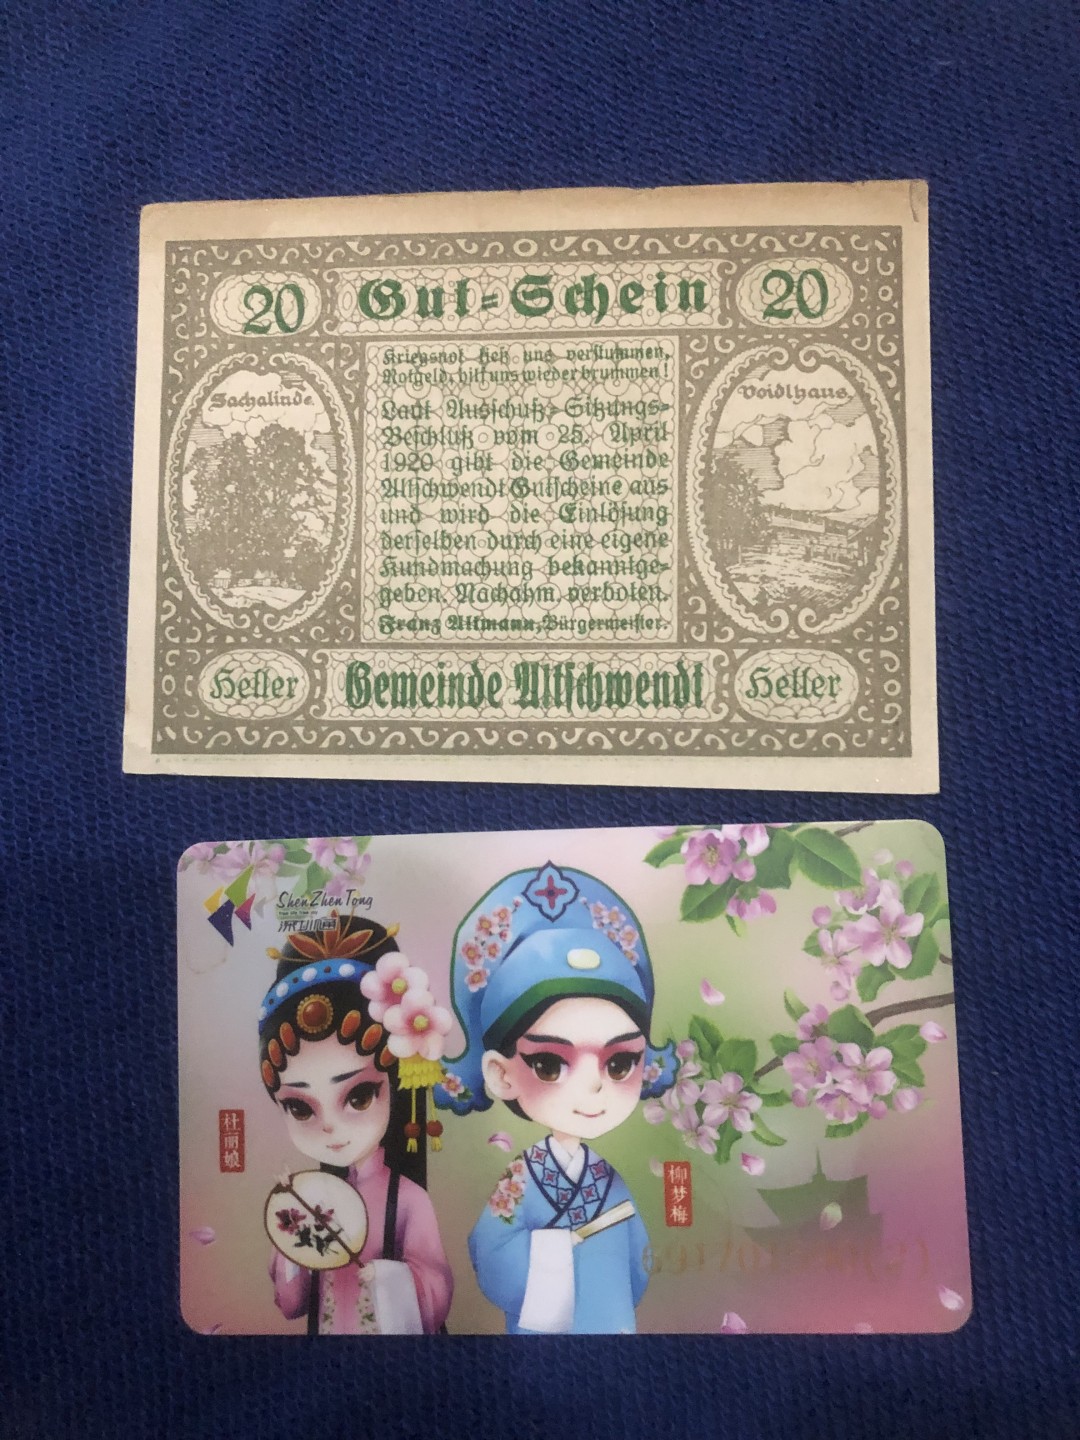 20 Gut=Schein 20
Kriegsnot hieß uns verstummen,
Notgeld, hilf uns wieder brummen!
Sachalinde.
Voidlhaus.
Laut Ausschuß=Sitzungs=
Beschluß vom 25. April
1920 gibt die Gemeinde
Altschwendt Gutscheine aus
und wird die Einlösung
derselben durch eine eigene
Kundmachung bekanntge=
geben. Nachahm. verboten.
Franz Altmann, Bürgermeister.
Heller Gemeinde Altschwendt Heller
ShenZhenTong
深圳通
杜丽娘
柳梦梅